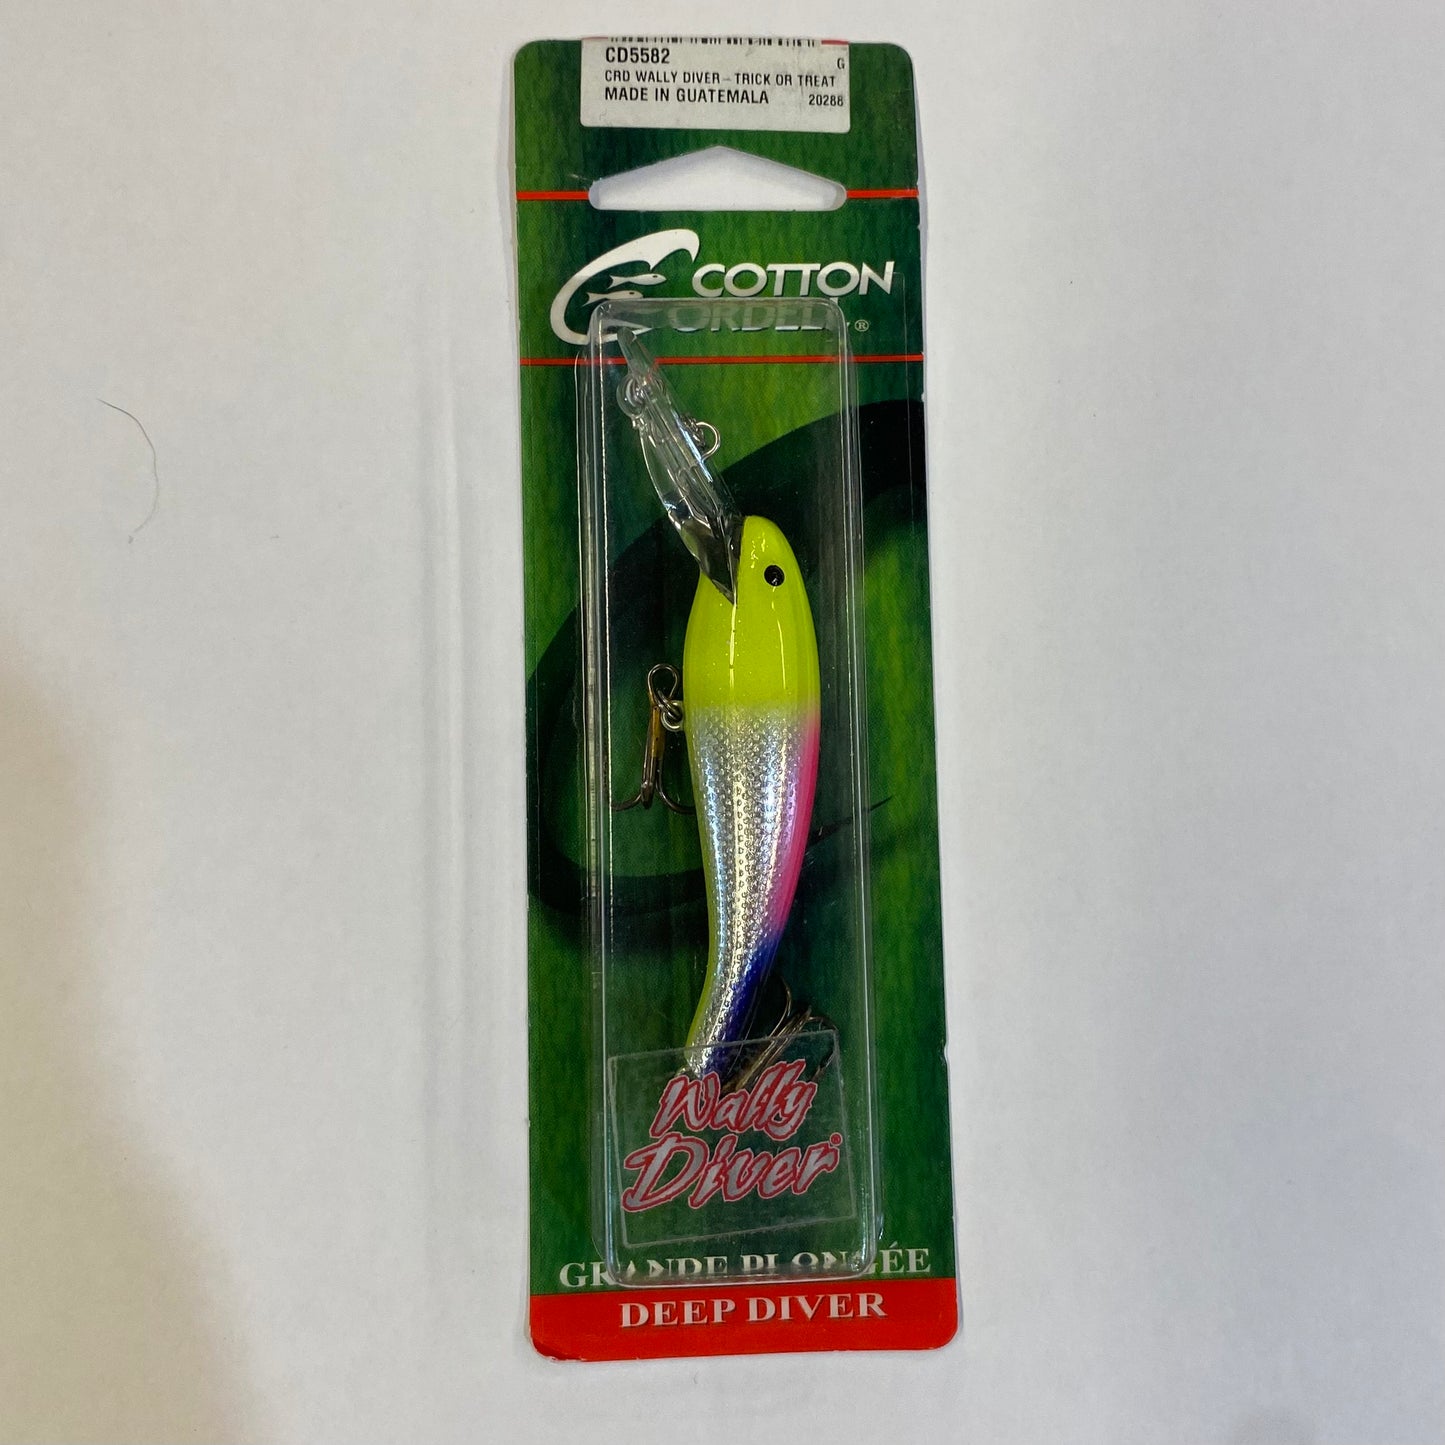 CD5582
G
CRD WALLY DIVER - TRICK OR TREAT
MADE IN GUATEMALA 20288
COTTON
CORDELL®
Wally
Diver®
GRANDE PLONGÉE
DEEP DIVER